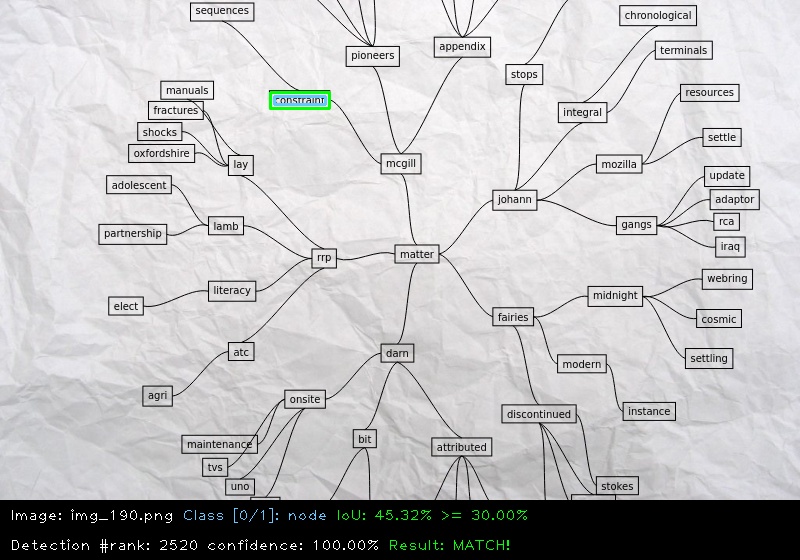 sequences
chronological
appendix
terminals
pioneers
stops
manuals
resources
constraint
fractures
integral
shocks
settle
oxfordshire
lay
mcgill
mozilla
update
adolescent
johann
adaptor
partnership
lamb
gangs
rca
iraq
rrp
matter
webring
literacy
midnight
elect
fairies
cosmic
atc
darn
settling
modern
agri
onsite
discontinued
instance
maintenance
bit
attributed
tvs
uno
stokes
Image: img_190.png Class [0/1]: node IoU: 45.32% >= 30.00%
Detection #rank: 2520 confidence: 100.00% Result: MATCH!